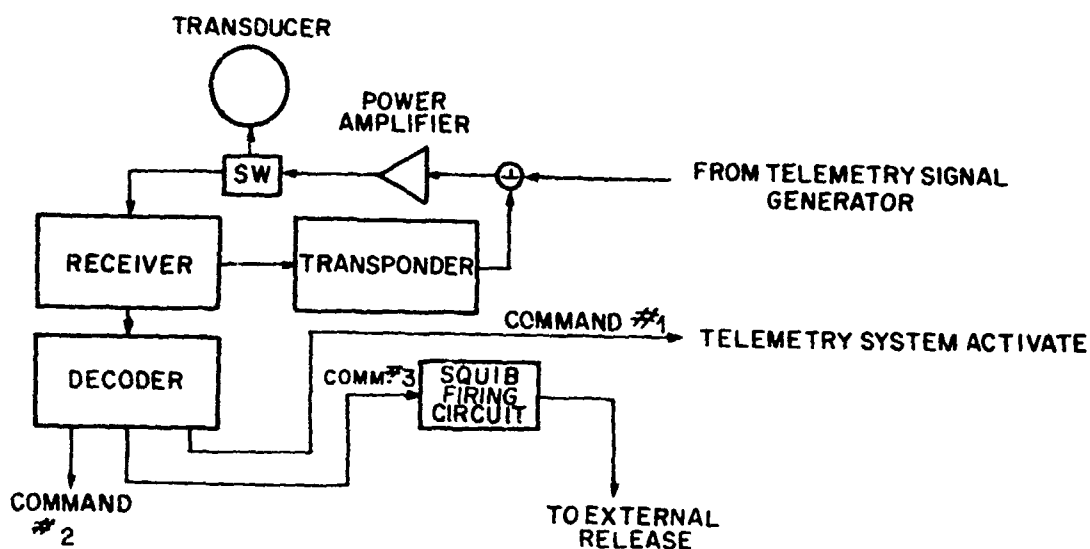 TRANSDUCER
POWER
AMPLIFIER
SW
FROM TELEMETRY SIGNAL
GENERATOR
RECEIVER
TRANSPONDER
COMMAND #1
TELEMETRY SYSTEM ACTIVATE
DECODER
COMM.#3
SQUIB
FIRING
CIRCUIT
COMMAND
#2
TO EXTERNAL
RELEASE